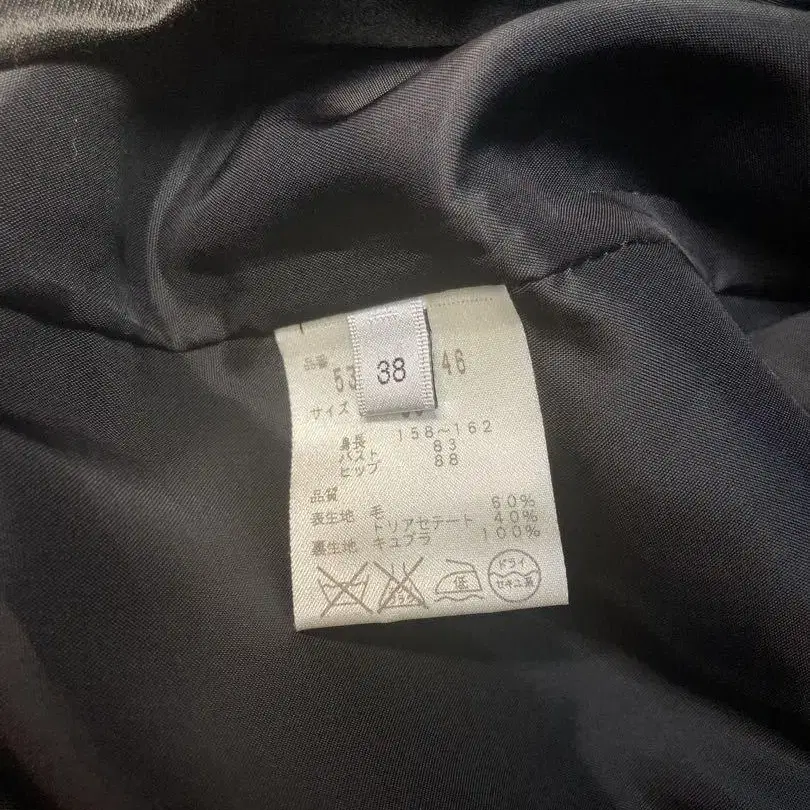 38
品番 53 46
サイズ
身長 158~162
バスト 83
ヒップ 88
品質
表生地 毛 60%
トリアセテート 40%
裏生地 キュプラ 100%
低
ドライ
セキユ系